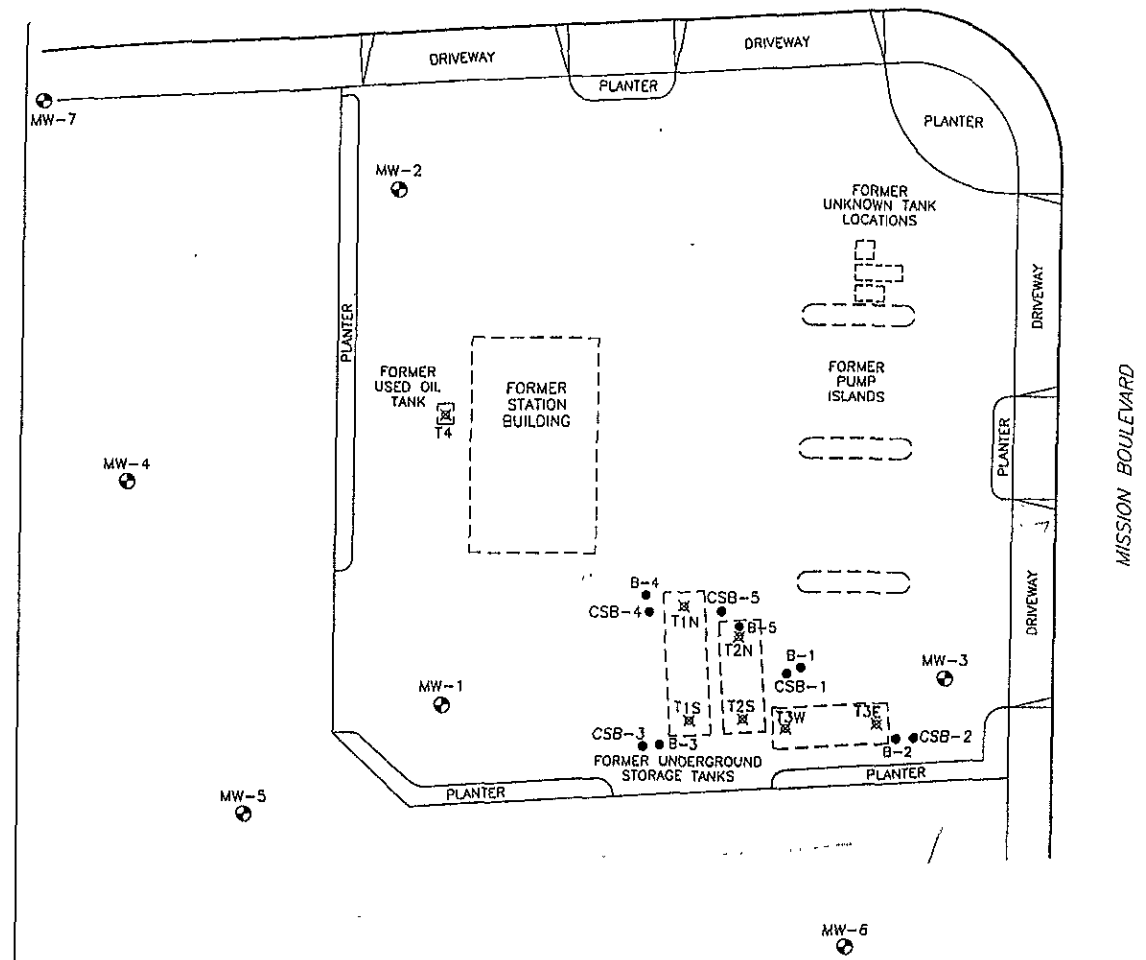 DRIVEWAY
DRIVEWAY
PLANTER
PLANTER
MW-7
MW-2
FORMER
UNKNOWN TANK
LOCATIONS
DRIVEWAY
PLANTER
FORMER
USED OIL
TANK
T4
FORMER
STATION
BUILDING
FORMER
PUMP
ISLANDS
MISSION BOULEVARD
PLANTER
MW-4
B-4
CSB-4
T1N
CSB-5
B-5
T2N
B-1
CSB-1
DRIVEWAY
MW-3
MW-1
T1S
T2S
T3W
T3E
CSB-3
B-3
B-2
CSB-2
FORMER UNDERGROUND
STORAGE TANKS
PLANTER
PLANTER
MW-5
MW-6